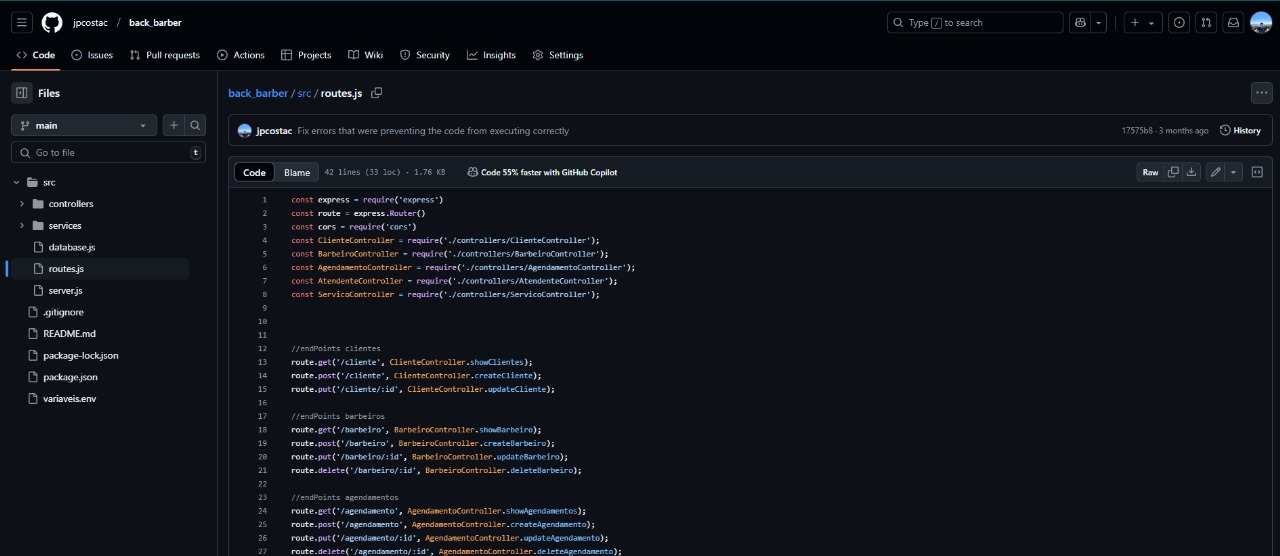 jpcostac / back_barber
Type / to search
Code
Issues
Pull requests
Actions
Projects
Wiki
Security
Insights
Settings
Files
main
Go to file
t
src
controllers
services
database.js
routes.js
server.js
.gitignore
README.md
package-lock.json
package.json
variaveis.env
back_barber / src / routes.js
jpcostac Fix errors that were preventing the code from executing correctly
17575b8 · 3 months ago
History
Code
Blame
42 lines (33 loc) · 1.76 KB
Code 55% faster with GitHub Copilot
Raw
1 const express = require('express')
2 const route = express.Router()
3 const cors = require('cors')
4 const ClienteController = require('./controllers/ClienteController');
5 const BarbeiroController = require('./controllers/BarbeiroController');
6 const AgendamentoController = require('./controllers/AgendamentoController');
7 const AtendenteController = require('./controllers/AtendenteController');
8 const ServicoController = require('./controllers/ServicoController');
9
10
11
12 //endPoints clientes
13 route.get('/cliente', ClienteController.showClientes);
14 route.post('/cliente', ClienteController.createCliente);
15 route.put('/cliente/:id', ClienteController.updateCliente);
16
17 //endPoints barbeiros
18 route.get('/barbeiro', BarbeiroController.showBarbeiro);
19 route.post('/barbeiro', BarbeiroController.createBarbeiro);
20 route.put('/barbeiro/:id', BarbeiroController.updateBarbeiro);
21 route.delete('/barbeiro/:id', BarbeiroController.deleteBarbeiro);
22
23 //endPoints agendamentos
24 route.get('/agendamento', AgendamentoController.showAgendamentos);
25 route.post('/agendamento', AgendamentoController.createAgendamento);
26 route.put('/agendamento/:id', AgendamentoController.updateAgendamento);
27 route.delete('/agendamento/:id', AgendamentoController.deleteAgendamento);